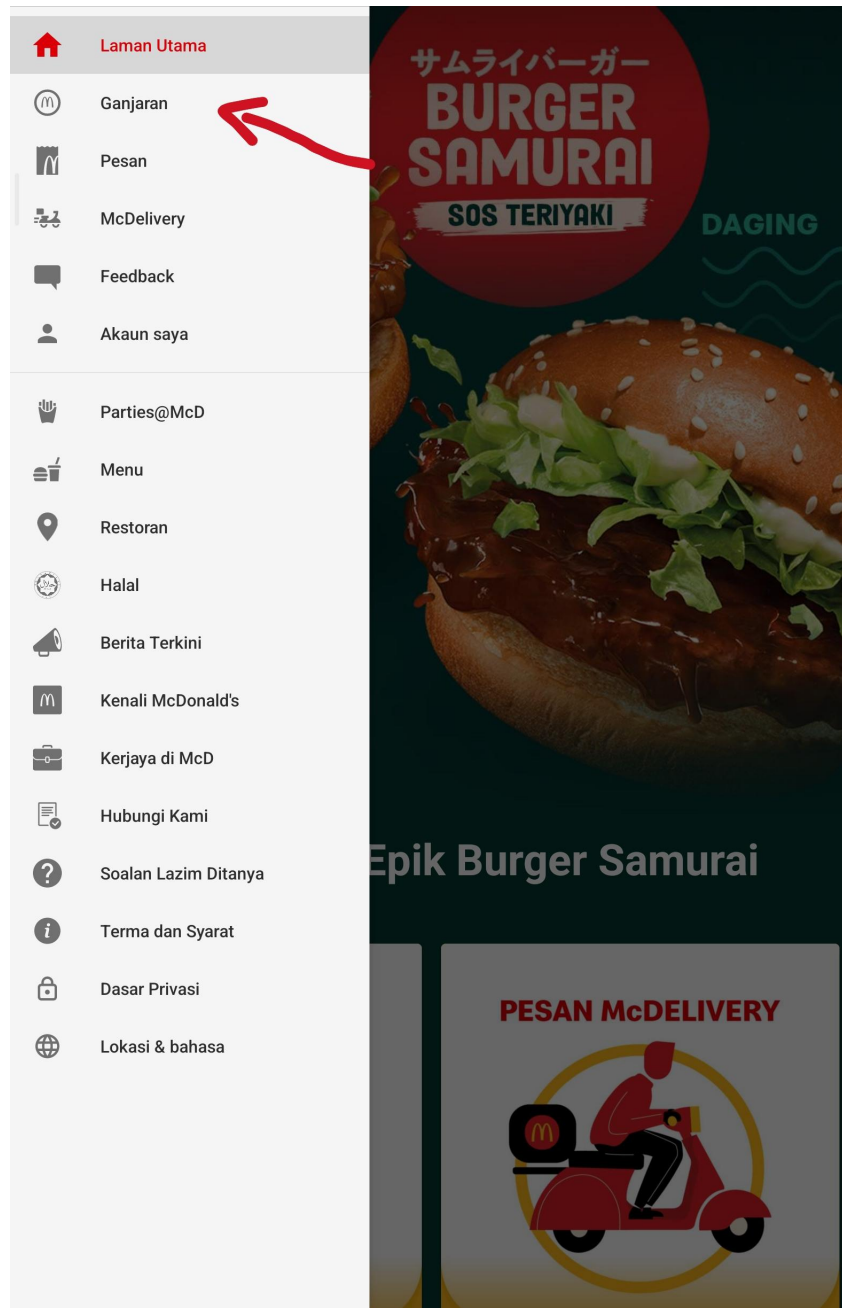 Laman Utama
Ganjaran
Pesan
McDelivery
Feedback
Akaun saya
Parties@McD
Menu
Restoran
Halal
Berita Terkini
Kenali McDonald's
Kerjaya di McD
Hubungi Kami
Soalan Lazim Ditanya
Terma dan Syarat
Dasar Privasi
Lokasi & bahasa
サムライバーガー
BURGER
SAMURAI
SOS TERIYAKI
DAGING
Epik Burger Samurai
PESAN McDELIVERY